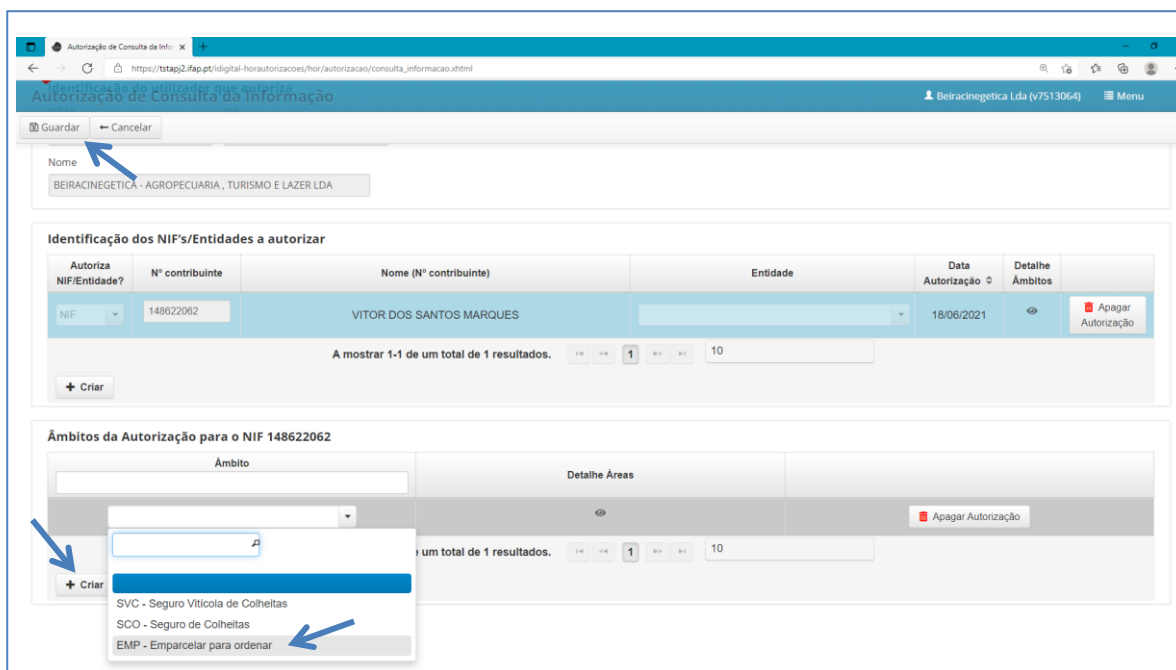 Autorização de Consulta da Infor
https://tstapj2.ifap.pt/idigital-horautorizacoes/hor/autorizacao/consulta_informacao.xhtml
Identificação do utilizador que autoriza
Autorização de Consulta da Informação
Beiracinegetica Lda (v7513064)
Menu
Guardar
Cancelar
Nome
BEIRACINEGETICA - AGROPECUARIA , TURISMO E LAZER LDA
Identificação dos NIF's/Entidades a autorizar
Autoriza NIF/Entidade?
Nº contribuinte
Nome (Nº contribuinte)
Entidade
Data Autorização
Detalhe Âmbitos
NIF
148622062
VITOR DOS SANTOS MARQUES
18/06/2021
Apagar Autorização
A mostrar 1-1 de um total de 1 resultados.
1
10
+ Criar
Âmbitos da Autorização para o NIF 148622062
Âmbito
Detalhe Áreas
Apagar Autorização
um total de 1 resultados.
1
10
+ Criar
SVC - Seguro Vitícola de Colheitas
SCO - Seguro de Colheitas
EMP - Emparcelar para ordenar